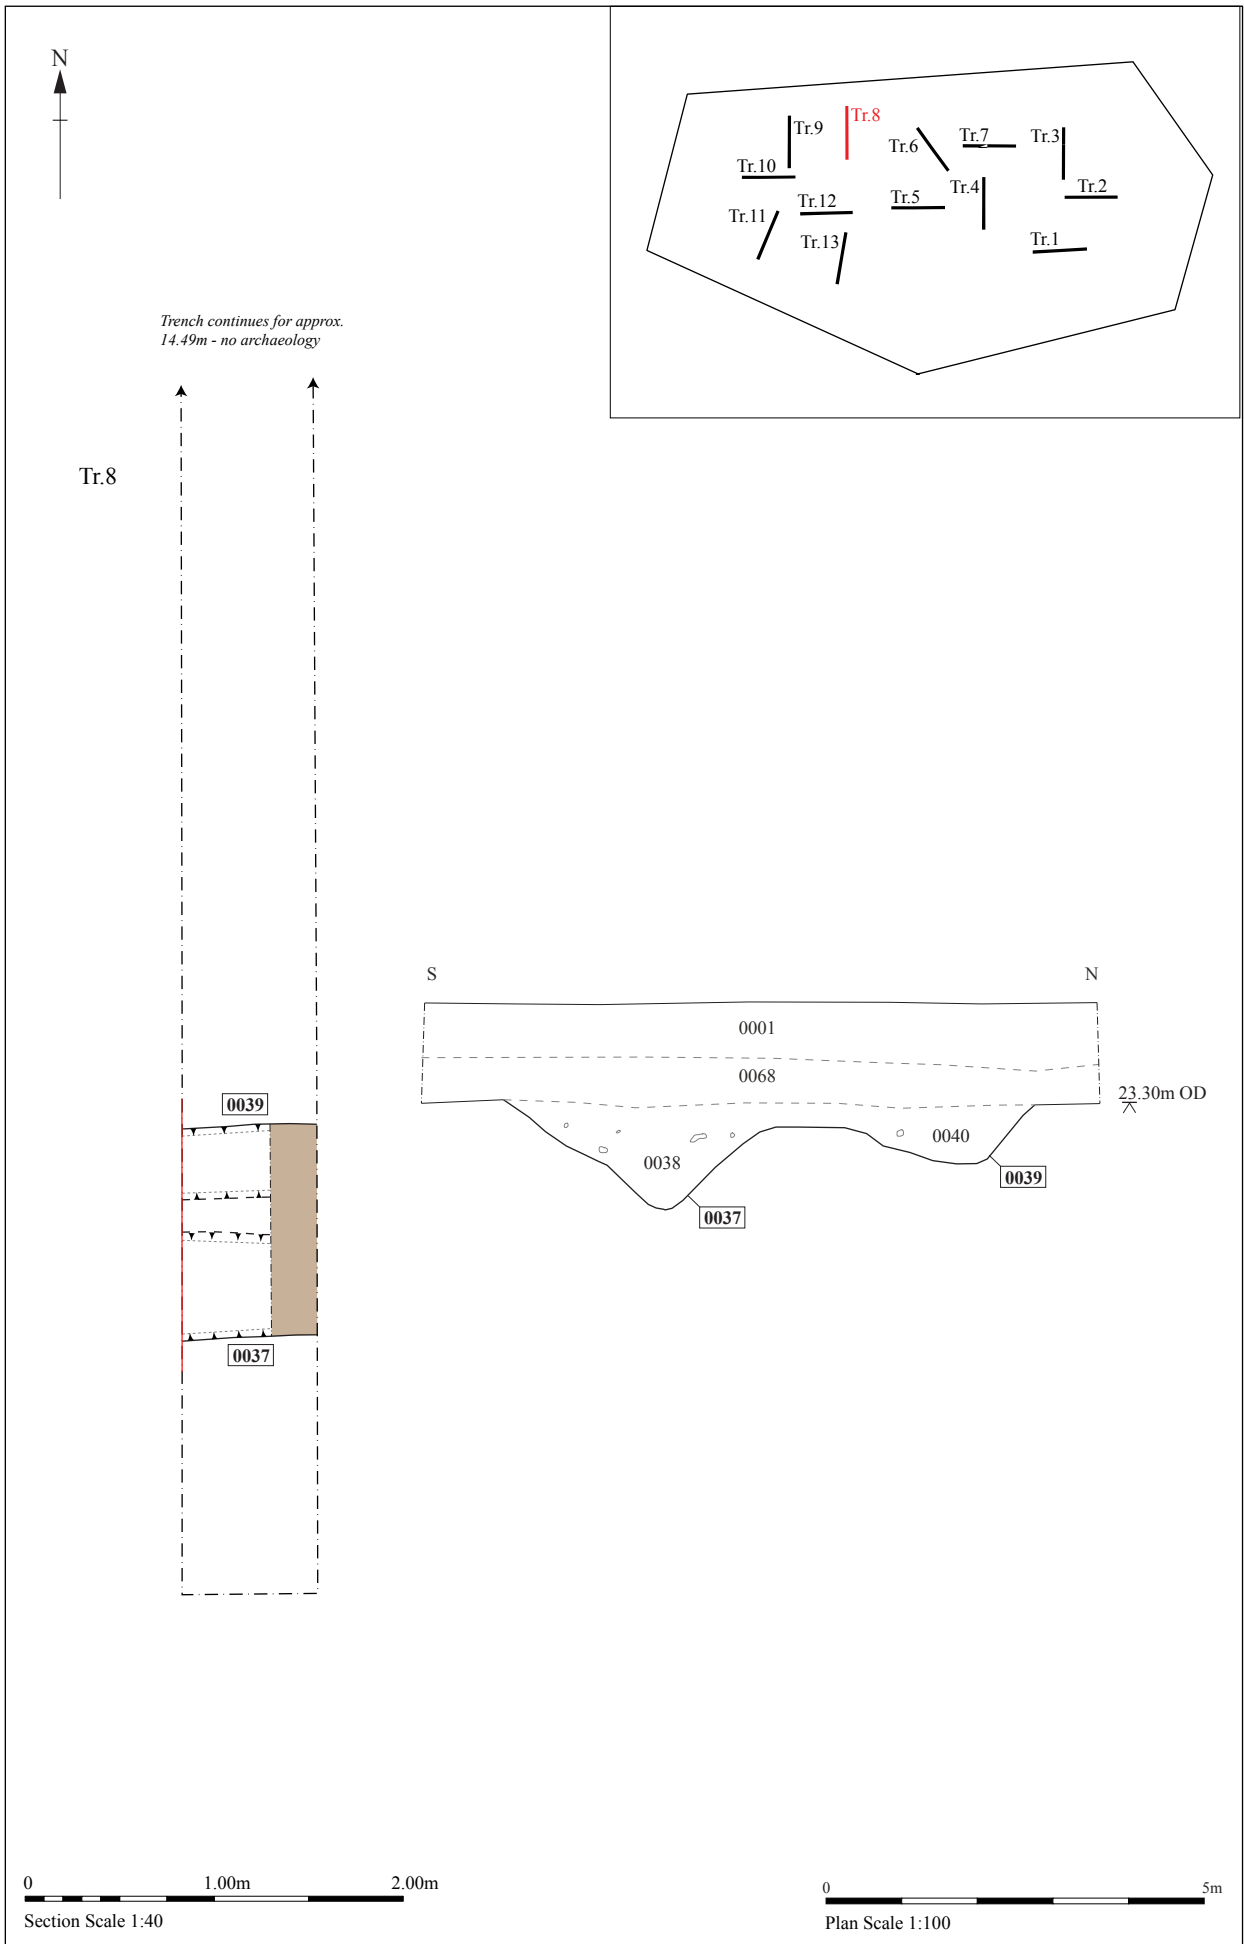 N
Tr.9
Tr.8
Tr.6
Tr.7
Tr.3
Tr.10
Tr.4
Tr.2
Tr.11
Tr.12
Tr.5
Tr.13
Tr.1
Trench continues for approx.
14.49m - no archaeology
Tr.8
S
N
0001
0068
23.30m OD
0039
0040
0038
0039
0037
0037
0 1.00m 2.00m
Section Scale 1:40
0 5m
Plan Scale 1:100